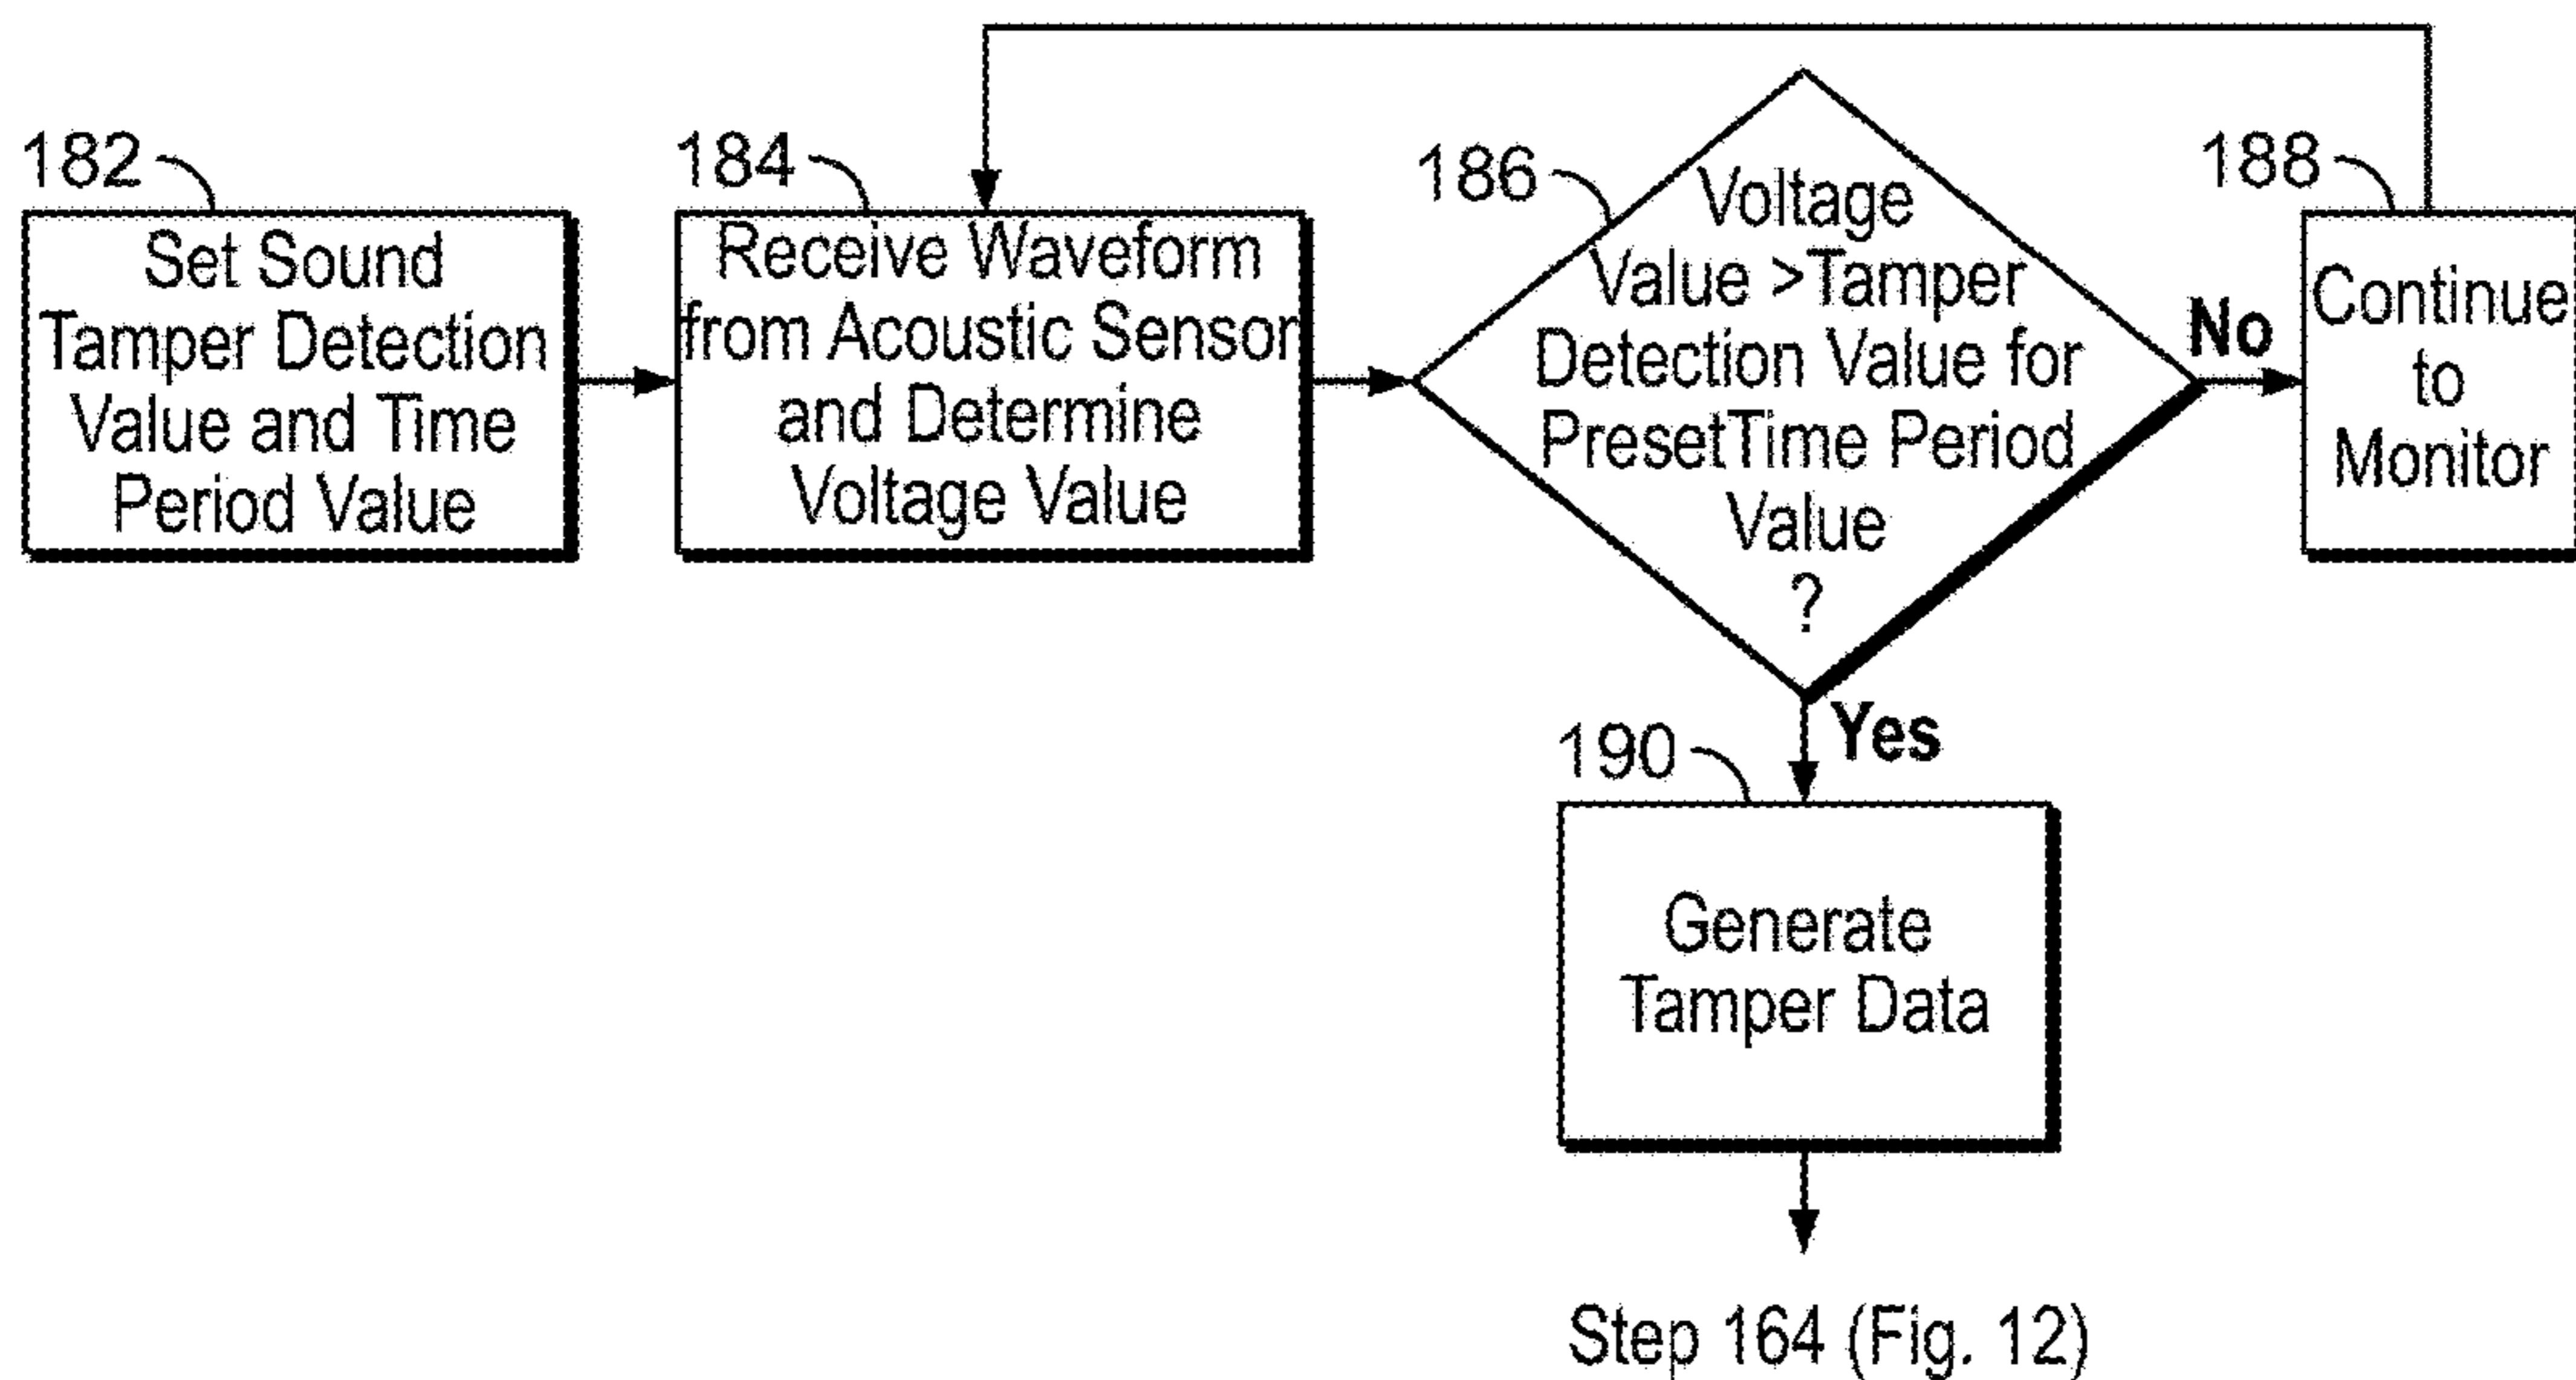 182
Set Sound
Tamper Detection
Value and Time
Period Value
184
Receive Waveform
from Acoustic Sensor
and Determine
Voltage Value
186
Voltage
Value >Tamper
Detection Value for
PresetTime Period
Value
?
No
188
Continue
to
Monitor
Yes
190
Generate
Tamper Data
Step 164 (Fig. 12)